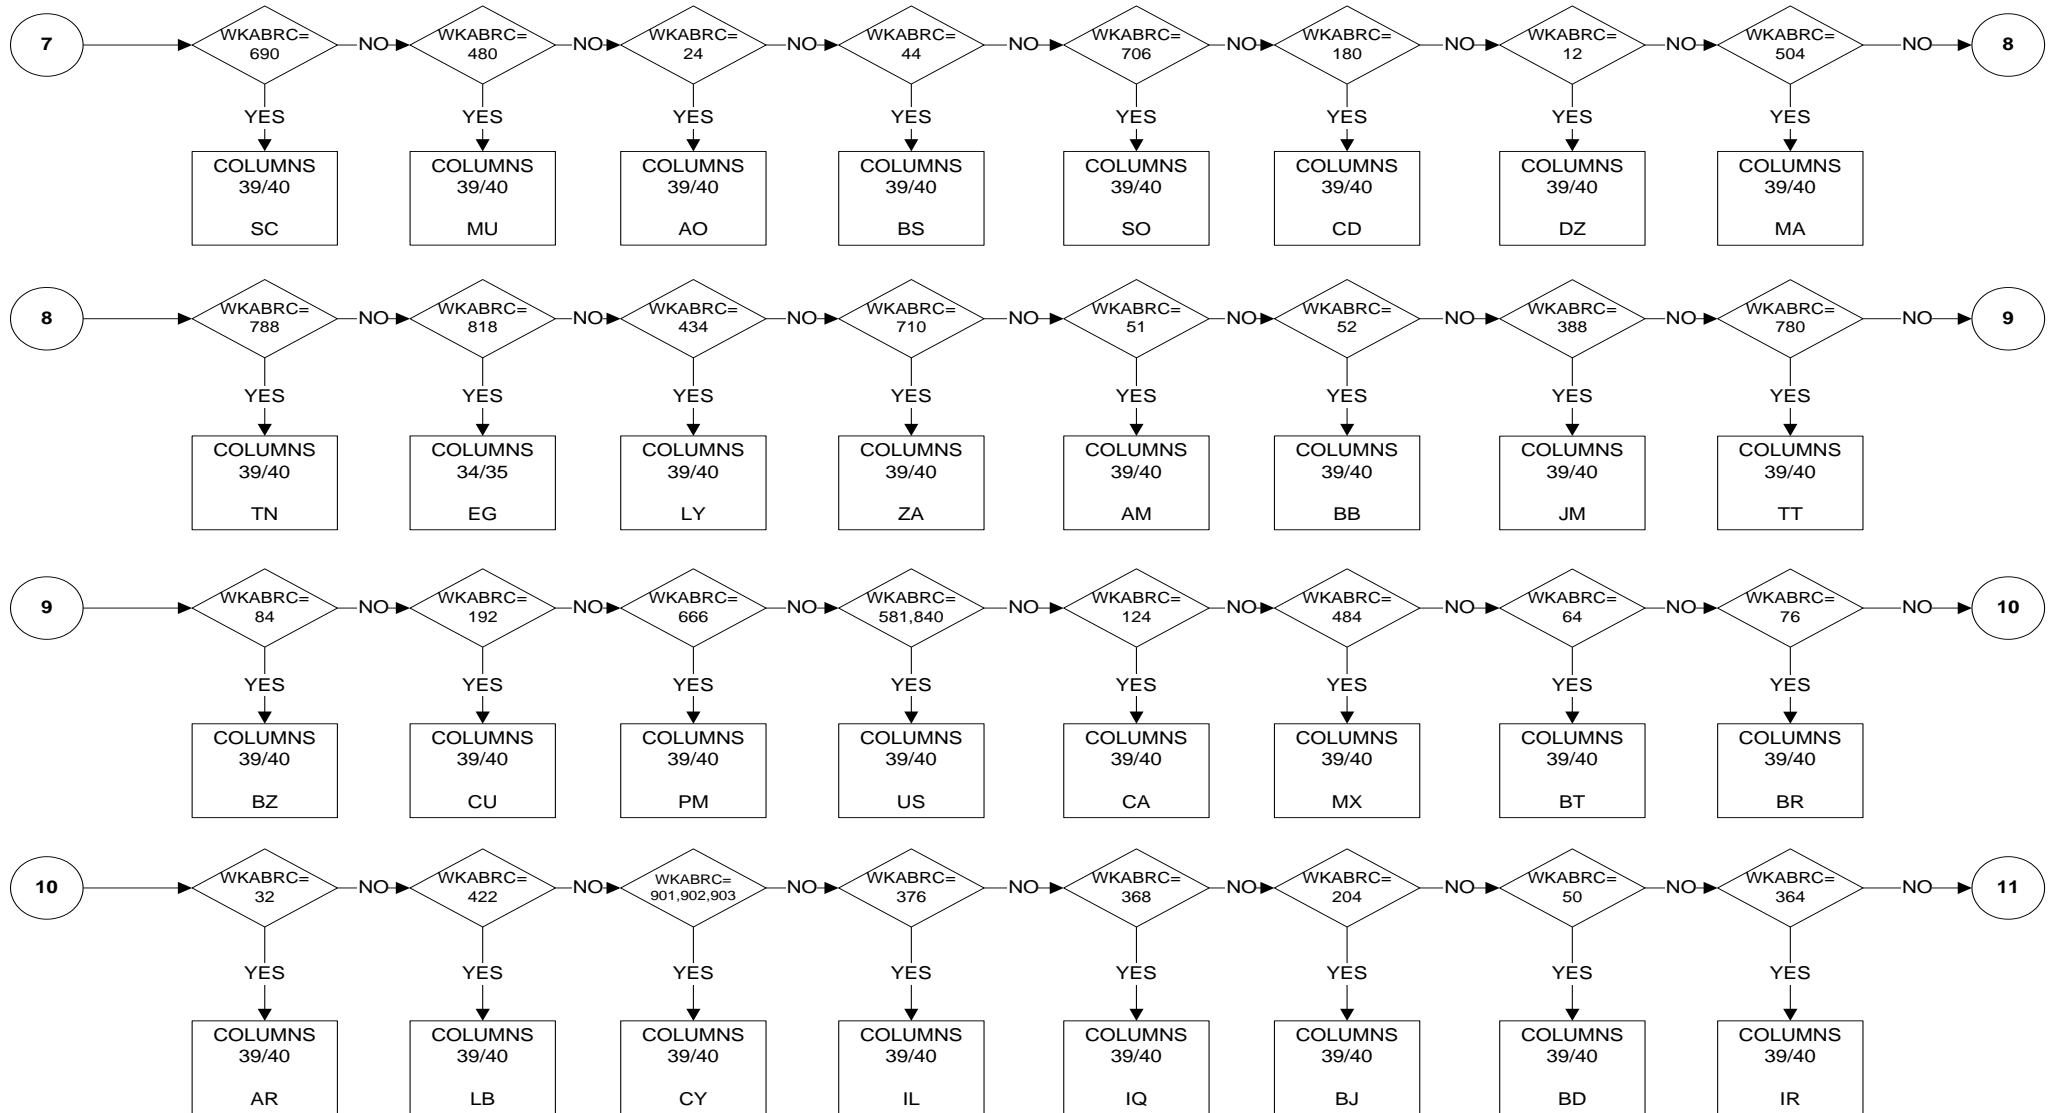 7
WKABRC=
690
NO
WKABRC=
480
NO
WKABRC=
24
NO
WKABRC=
44
NO
WKABRC=
706
NO
WKABRC=
180
NO
WKABRC=
12
NO
WKABRC=
504
NO
8
YES
YES
YES
YES
YES
YES
YES
YES
COLUMNS
39/40
SC
COLUMNS
39/40
MU
COLUMNS
39/40
AO
COLUMNS
39/40
BS
COLUMNS
39/40
SO
COLUMNS
39/40
CD
COLUMNS
39/40
DZ
COLUMNS
39/40
MA
8
WKABRC=
788
NO
WKABRC=
818
NO
WKABRC=
434
NO
WKABRC=
710
NO
WKABRC=
51
NO
WKABRC=
52
NO
WKABRC=
388
NO
WKABRC=
780
NO
9
YES
YES
YES
YES
YES
YES
YES
YES
COLUMNS
39/40
TN
COLUMNS
34/35
EG
COLUMNS
39/40
LY
COLUMNS
39/40
ZA
COLUMNS
39/40
AM
COLUMNS
39/40
BB
COLUMNS
39/40
JM
COLUMNS
39/40
TT
9
WKABRC=
84
NO
WKABRC=
192
NO
WKABRC=
666
NO
WKABRC=
581,840
NO
WKABRC=
124
NO
WKABRC=
484
NO
WKABRC=
64
NO
WKABRC=
76
NO
10
YES
YES
YES
YES
YES
YES
YES
YES
COLUMNS
39/40
BZ
COLUMNS
39/40
CU
COLUMNS
39/40
PM
COLUMNS
39/40
US
COLUMNS
39/40
CA
COLUMNS
39/40
MX
COLUMNS
39/40
BT
COLUMNS
39/40
BR
10
WKABRC=
32
NO
WKABRC=
422
NO
WKABRC=
901,902,903
NO
WKABRC=
376
NO
WKABRC=
368
NO
WKABRC=
204
NO
WKABRC=
50
NO
WKABRC=
364
NO
11
YES
YES
YES
YES
YES
YES
YES
YES
COLUMNS
39/40
AR
COLUMNS
39/40
LB
COLUMNS
39/40
CY
COLUMNS
39/40
IL
COLUMNS
39/40
IQ
COLUMNS
39/40
BJ
COLUMNS
39/40
BD
COLUMNS
39/40
IR